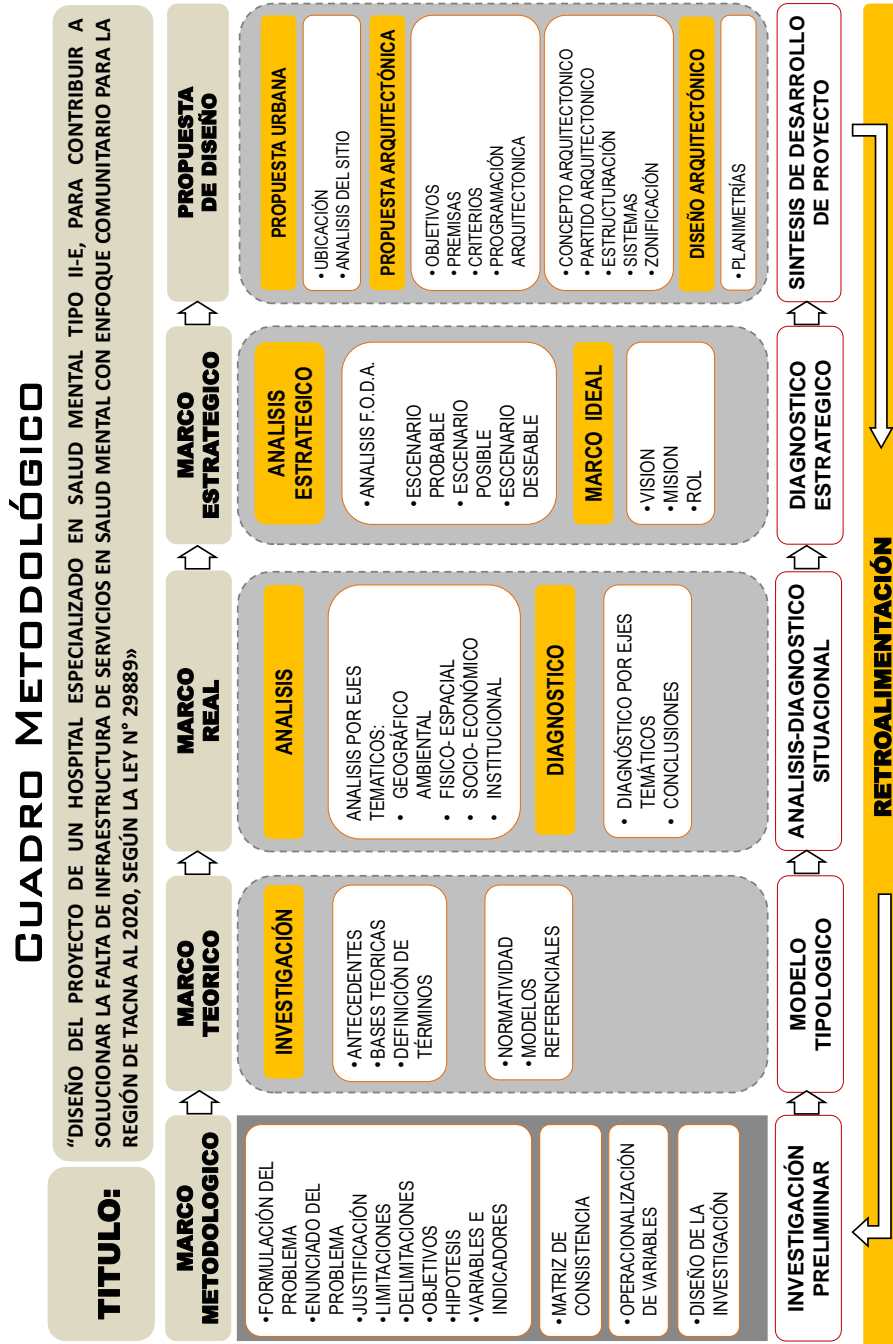 CUADRO METODOLÓGICO
TITULO:
"DISEÑO DEL PROYECTO DE UN HOSPITAL ESPECIALIZADO EN SALUD MENTAL TIPO II-E, PARA CONTRIBUIR A
SOLUCIONAR LA FALTA DE INFRAESTRUCTURA DE SERVICIOS EN SALUD MENTAL CON ENFOQUE COMUNITARIO PARA LA
REGIÓN DE TACNA AL 2020, SEGÚN LA LEY N° 29889»
MARCO
METODOLOGICO
• FORMULACIÓN DEL
PROBLEMA
• ENUNCIADO DEL
PROBLEMA
• JUSTIFICACIÓN
• LIMITACIONES
• DELIMITACIONES
• OBJETIVOS
• HIPOTESIS
• VARIABLES E
INDICADORES
• MATRIZ DE
CONSISTENCIA
• OPERACIONALIZACIÓN
DE VARIABLES
• DISEÑO DE LA
INVESTIGACIÓN
INVESTIGACIÓN
PRELIMIINAR
MARCO
TEORICO
INVESTIGACIÓN
• ANTECEDENTES
• BASES TEORICAS
• DEFINICIÓN DE
TÉRMINOS
• NORMATIVIDAD
• MODELOS
REFERENCIALES
MODELO
TIPOLOGICO
MARCO
REAL
ANALISIS
ANALISIS POR EJES
TEMATICOS:
• GEOGRÁFICO
AMBIENTAL
• FISICO- ESPACIAL
• SOCIO- ECONÓMICO
• INSTITUCIONAL
DIAGNOSTICO
• DIAGNÓSTICO POR EJES
TEMÁTICOS
• CONCLUSIONES
ANALISIS-DIAGNOSTICO
SITUACIONAL
MARCO
ESTRATEGICO
ANALISIS
ESTRATEGICO
• ANALISIS F.O.D.A.
• ESCENARIO
PROBABLE
• ESCENARIO
POSIBLE
• ESCENARIO
DESEABLE
MARCO IDEAL
• VISION
• MISION
• ROL
DIAGNOSTICO
ESTRATEGICO
PROPUESTA
DE DISEÑO
PROPUESTA URBANA
• UBICACIÓN
• ANALISIS DEL SITIO
PROPUESTA ARQUITECTÓNICA
• OBJETIVOS
• PREMISAS
• CRITERIOS
• PROGRAMACIÓN
ARQUITECTONICA
• CONCEPTO ARQUITECTONICO
• PARTIDO ARQUITECTONICO
• ESTRUCTURACIÓN
• SISTEMAS
• ZONIFICACIÓN
DISEÑO ARQUITECTÓNICO
• PLANIMETRÍAS
SINTESIS DE DESARROLLO
DE PROYECTO
RETROALIMENTACIÓN